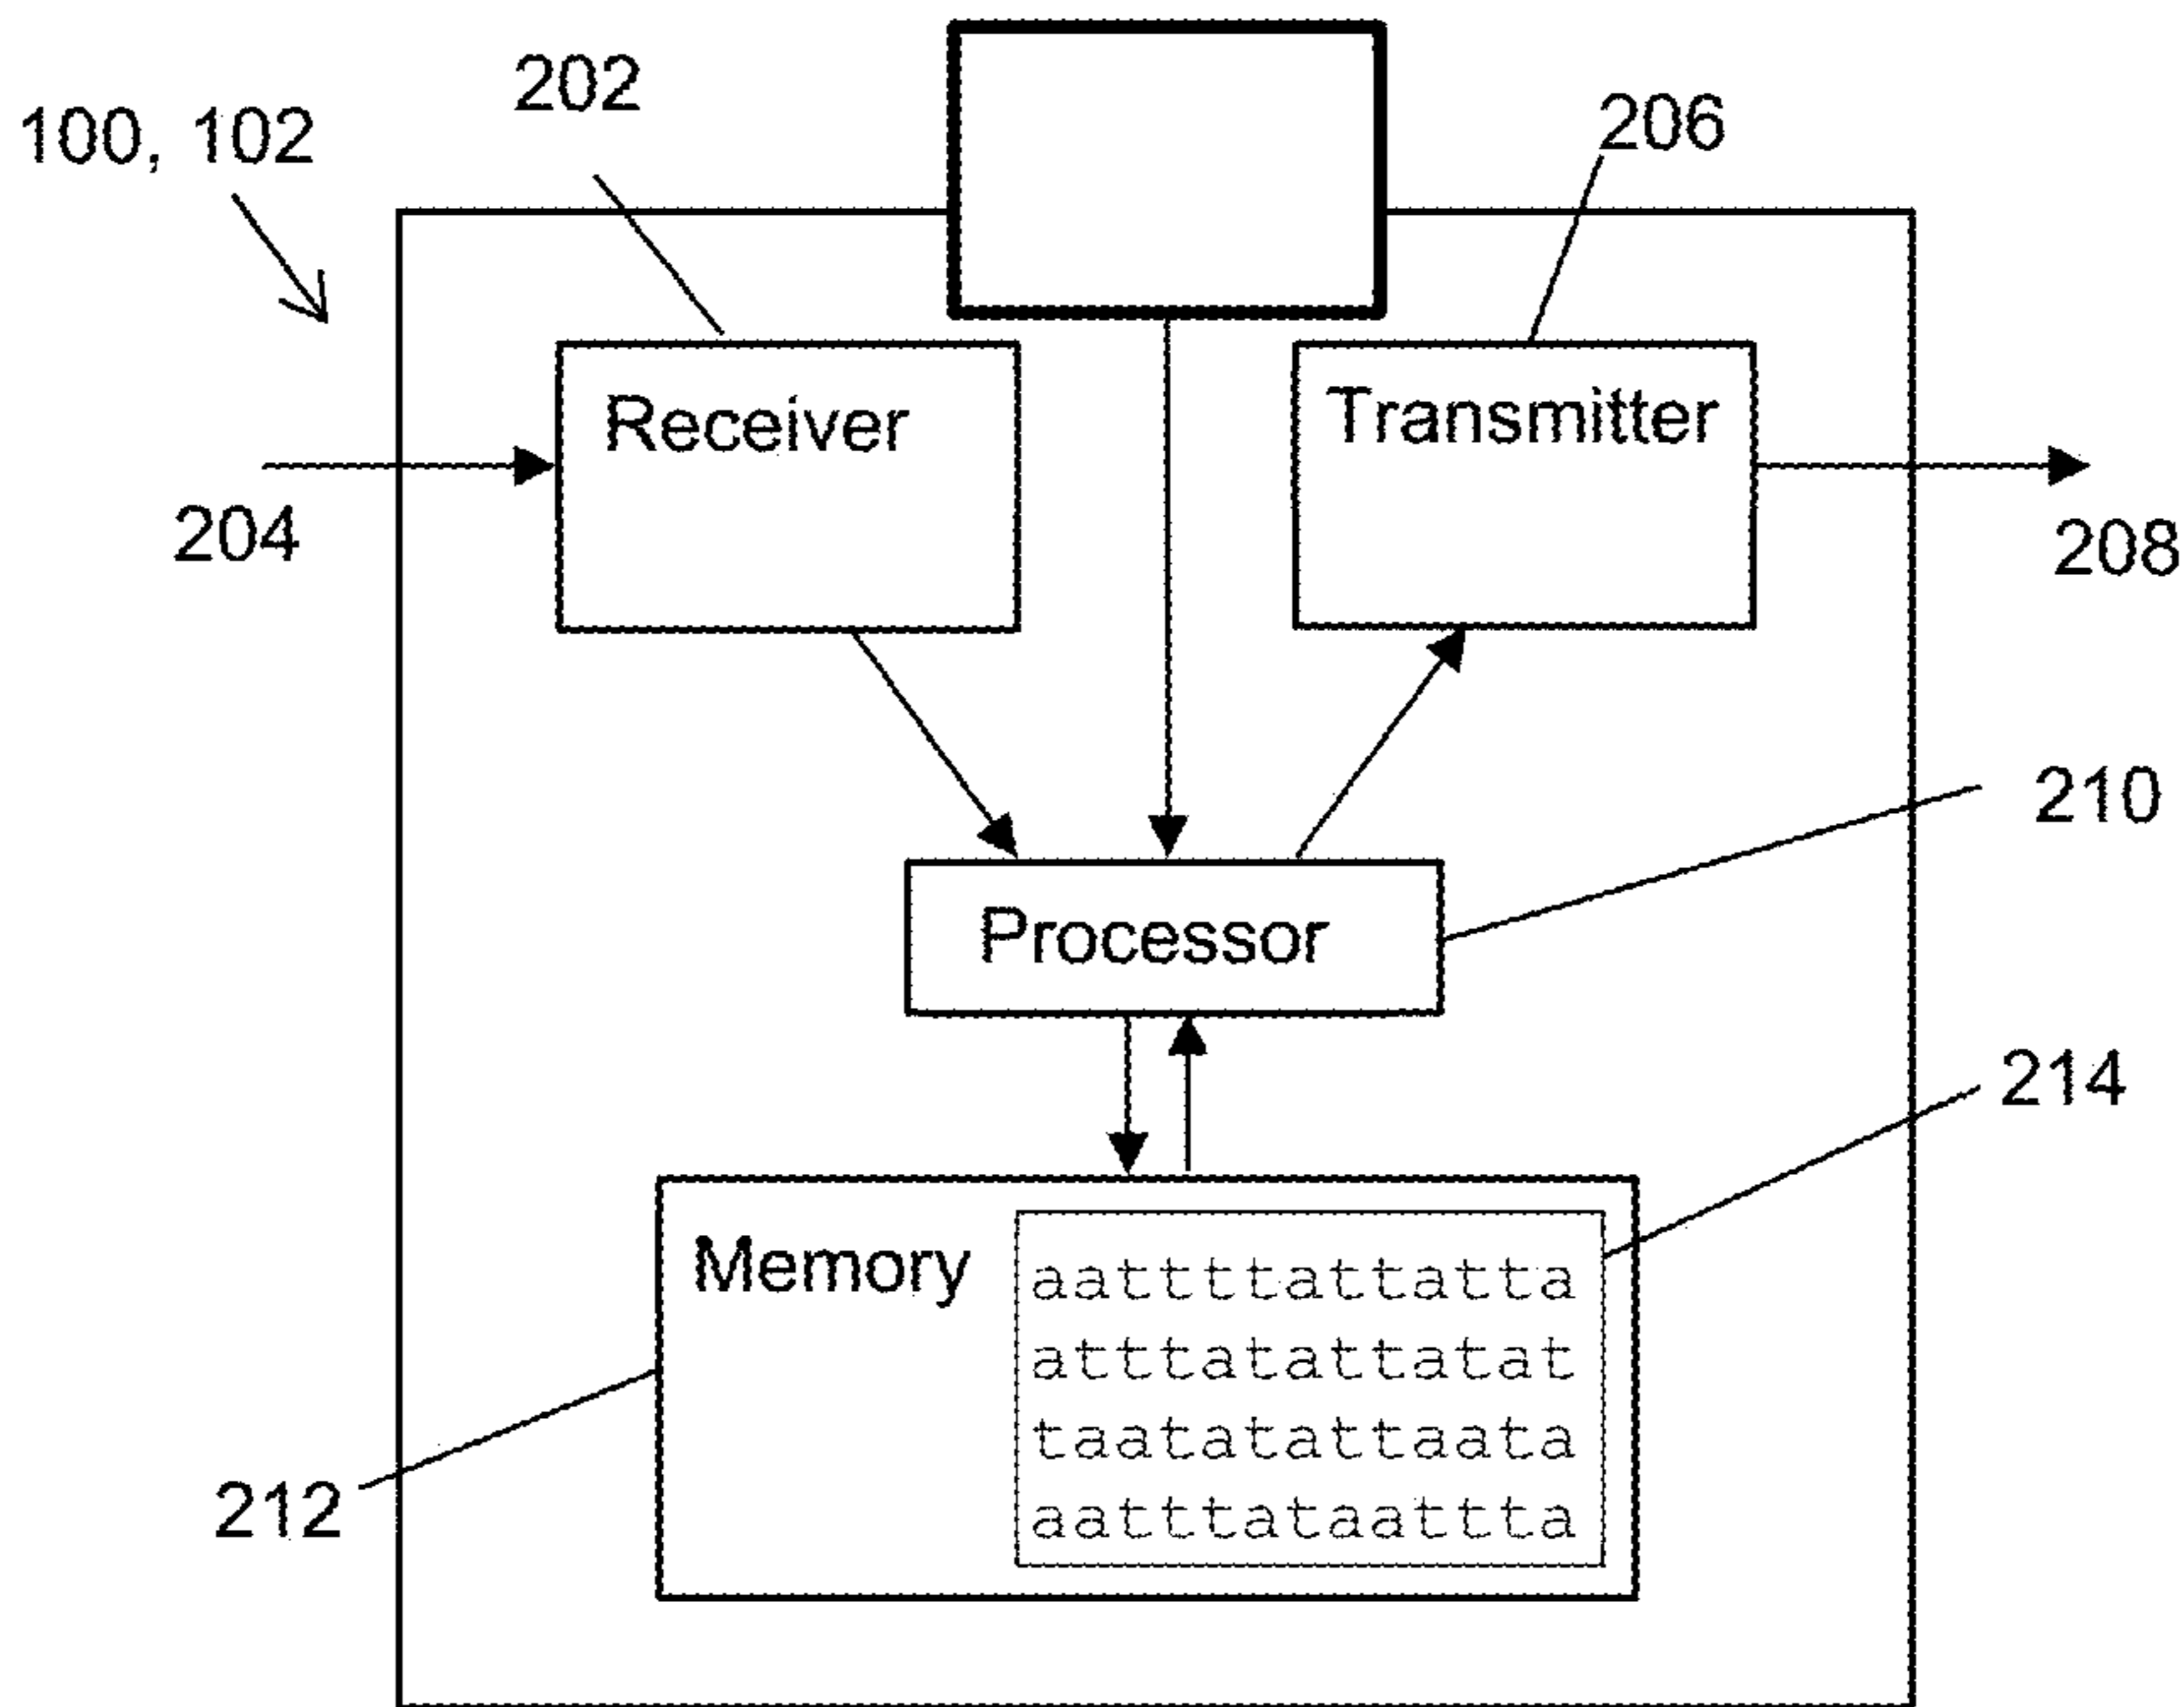 100, 102
202
206
Receiver
Transmitter
204
208
210
Processor
214
Memory
aattttattatta
atttatattatat
taatatattaata
aatttataattta
212